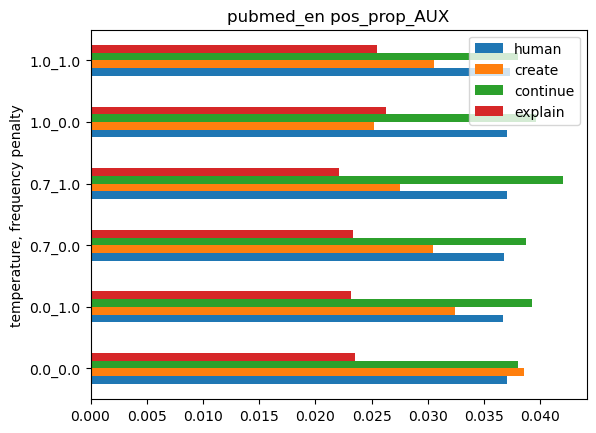 pubmed_en pos_prop_AUX
human
create
continue
explain
temperature, frequency penalty
1.0_1.0
1.0_0.0
0.7_1.0
0.7_0.0
0.0_1.0
0.0_0.0
0.000 0.005 0.010 0.015 0.020 0.025 0.030 0.035 0.040